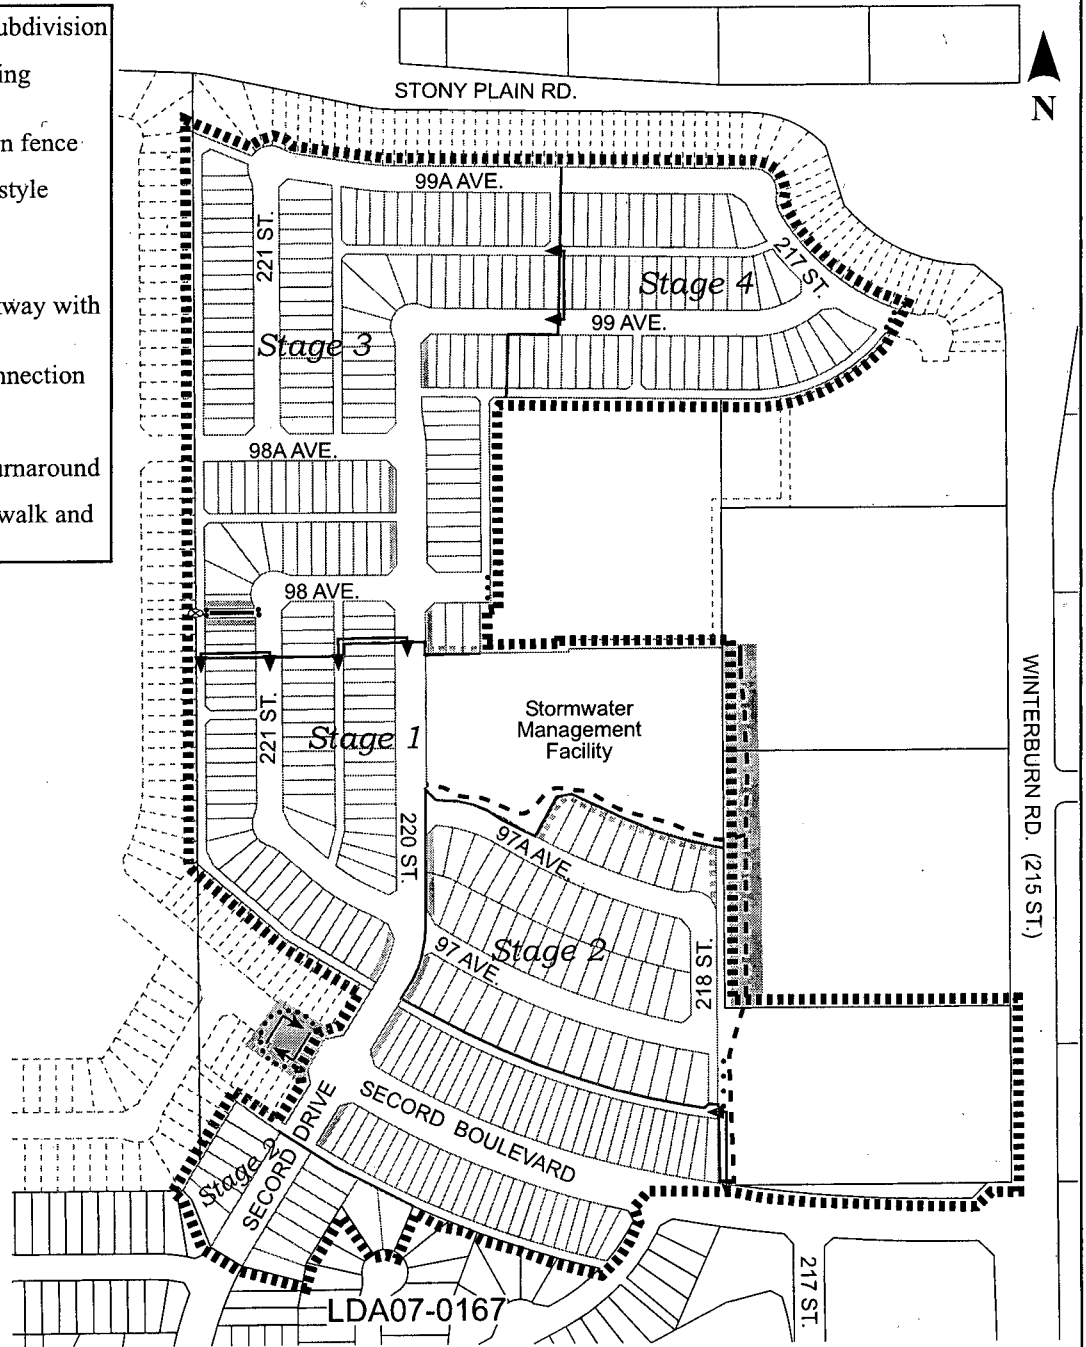 ubdivision
ing
n fence
style
way with
nnection
urnaround
walk and
STONY PLAIN RD.
N
99A AVE.
221 ST.
217 ST.
Stage 4
99 AVE.
Stage 3
98A AVE.
98 AVE.
221 ST.
Stage 1
Stormwater
Management
Facility
WINTERBURN RD. (215 ST.)
220 ST.
97A AVE.
Stage 2
97 AVE.
218 ST.
SECORD BOULEVARD
SECORD DRIVE
Stage 2
LDA07-0167
217 ST.